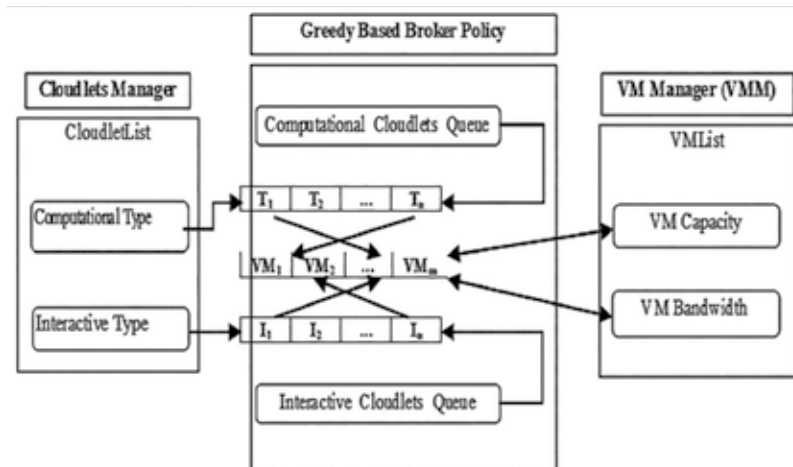 Greedy Based Broker Policy
Cloudlets Manager
VM Manager (VMM)
CloudletList
Computational Cloudlets Queue
VMList
Computational Type
T1 T2 ... Tn
VM Capacity
VM1 VM2 ... VMm
VM Bandwidth
Interactive Type
I1 I2 ... In
Interactive Cloudlets Queue